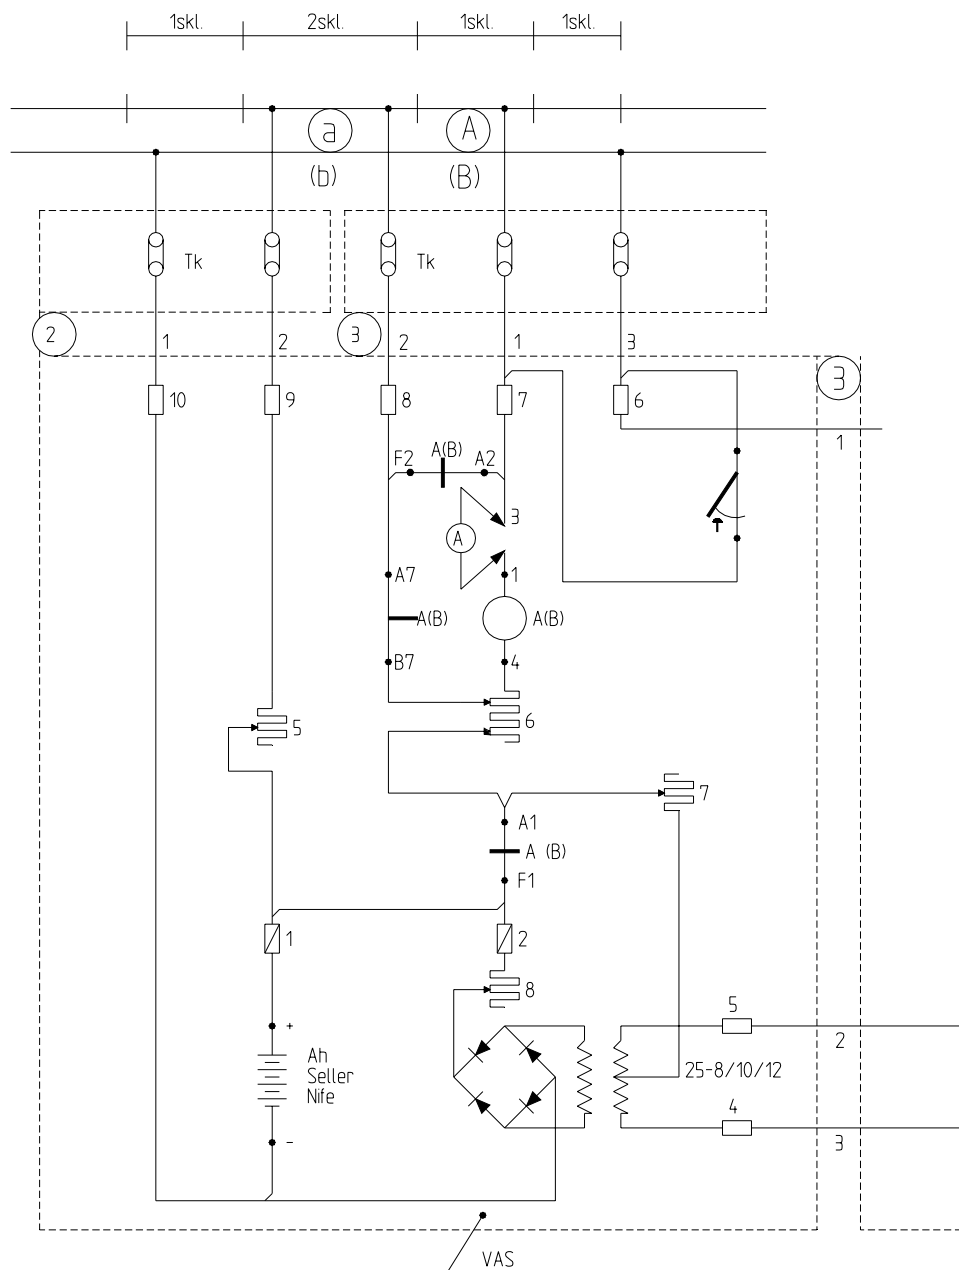 1skl. 2skl. 1skl. 1skl.
a A
(b) (B)
Tk Tk
2 3
1 2 2 1 3
3
10 9 8 7 6
1
F2 A(B) A2
3
A
A7 1
A(B) A(B)
B7 4
5 6
7
A1
A (B)
F1
1 2
8
5
+
2
Ah
Seller
Nife
25-8/10/12
4
-
3
VAS